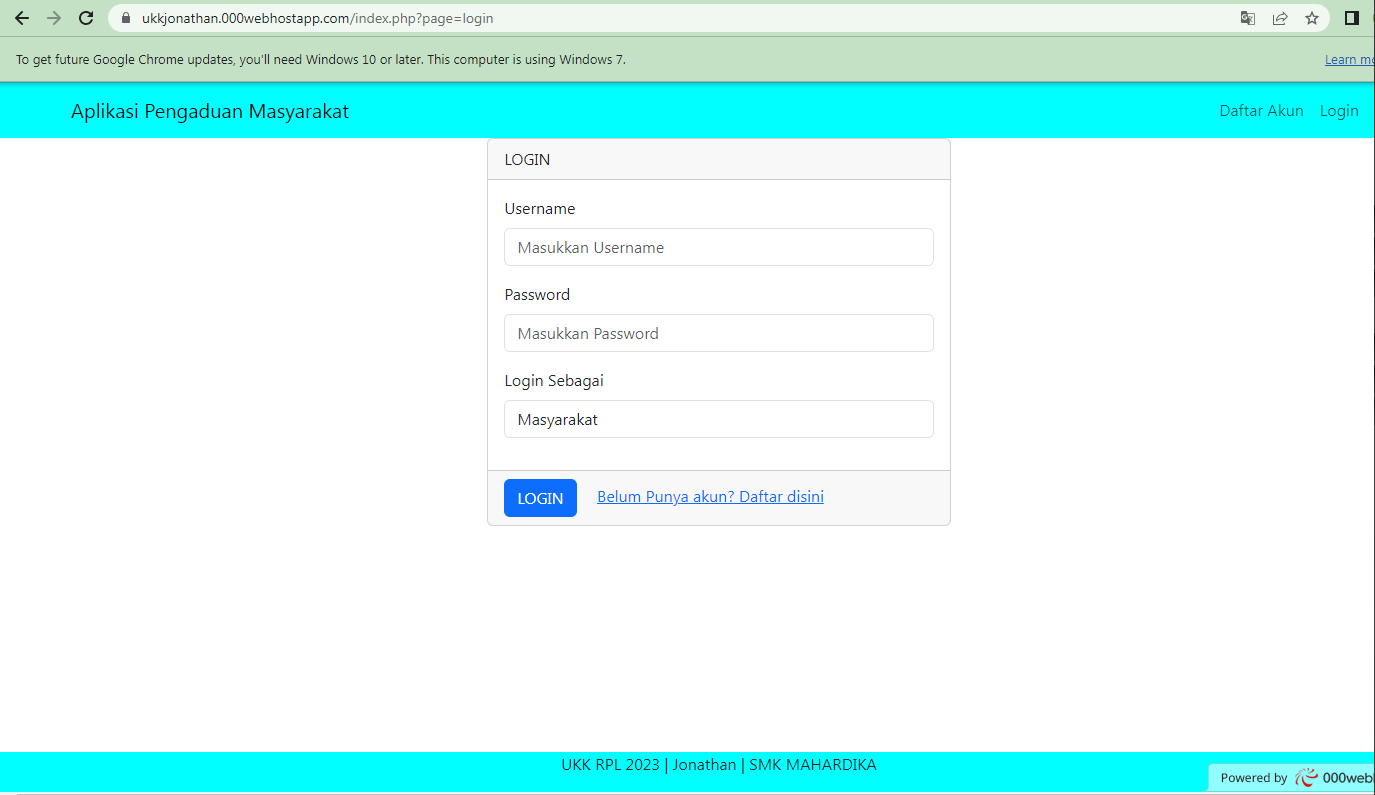 ukkjonathan.000webhostapp.com/index.php?page=login
To get future Google Chrome updates, you'll need Windows 10 or later. This computer is using Windows 7.
Learn
Aplikasi Pengaduan Masyarakat
Daftar Akun
Login
LOGIN
Username
Masukkan Username
Password
Masukkan Password
Login Sebagai
Masyarakat
LOGIN
Belum Punya akun? Daftar disini
UKK RPL 2023 | Jonathan | SMK MAHARDIKA
Powered by